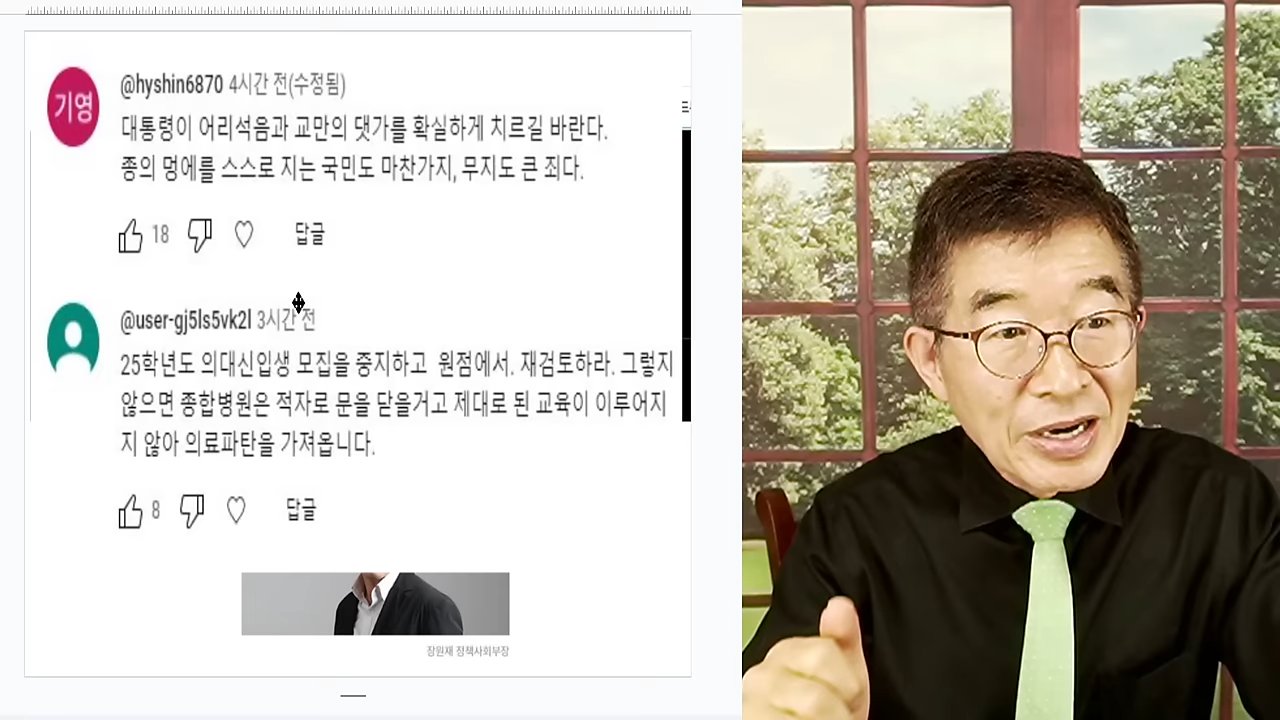 기영
@hyshin6870 4시간 전(수정됨)
대통령이 어리석음과 교만의 댓가를 확실하게 치르길 바란다.
종의 멍에를 스스로 지는 국민도 마찬가지, 무지도 큰 죄다.
18
답글
@user-gj5ls5vk2l 3시간 전
25학년도 의대신입생 모집을 중지하고 원점에서. 재검토하라. 그렇지
않으면 종합병원은 적자로 문을 닫을거고 제대로 된 교육이 이루어지
지 않아 의료파탄을 가져옵니다.
8
답글
장원재 정책사회부장